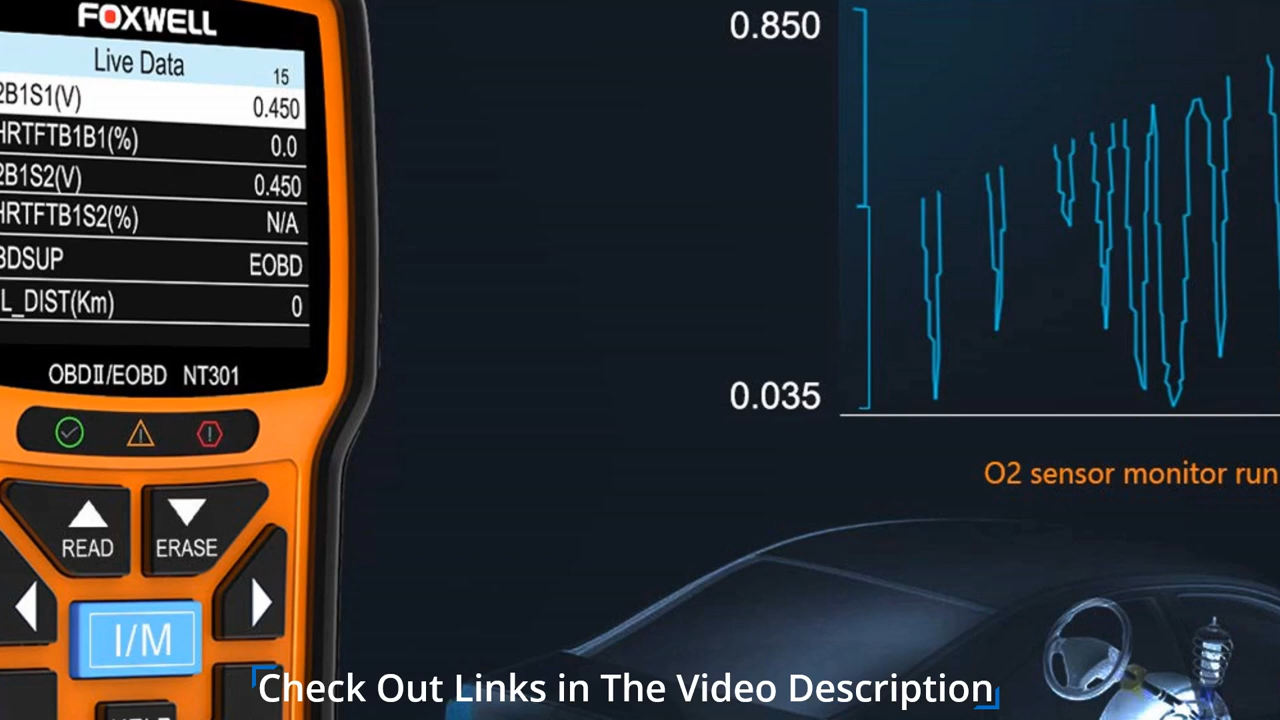 FOXWELL
Live Data 15
2B1S1(V) 0.450
HRTFTB1B1(%) 0.0
2B1S2(V) 0.450
HRTFTB1S2(%) N/A
BDSUP EOBD
L_DIST(Km) 0
OBDII/EOBD NT301
READ ERASE
I/M
0.850
0.035
O2 sensor monitor run
Check Out Links in The Video Description